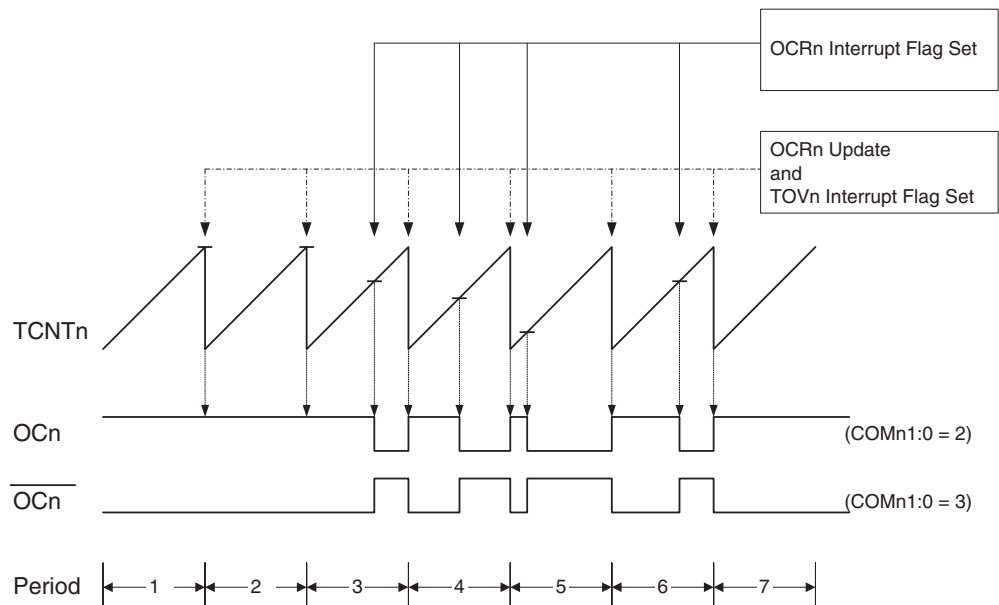 OCRn Interrupt Flag Set
OCRn Update
and
TOVn Interrupt Flag Set
TCNTn
OCn
(COMn1:0 = 2)
OCn
(COMn1:0 = 3)
Period
1
2
3
4
5
6
7